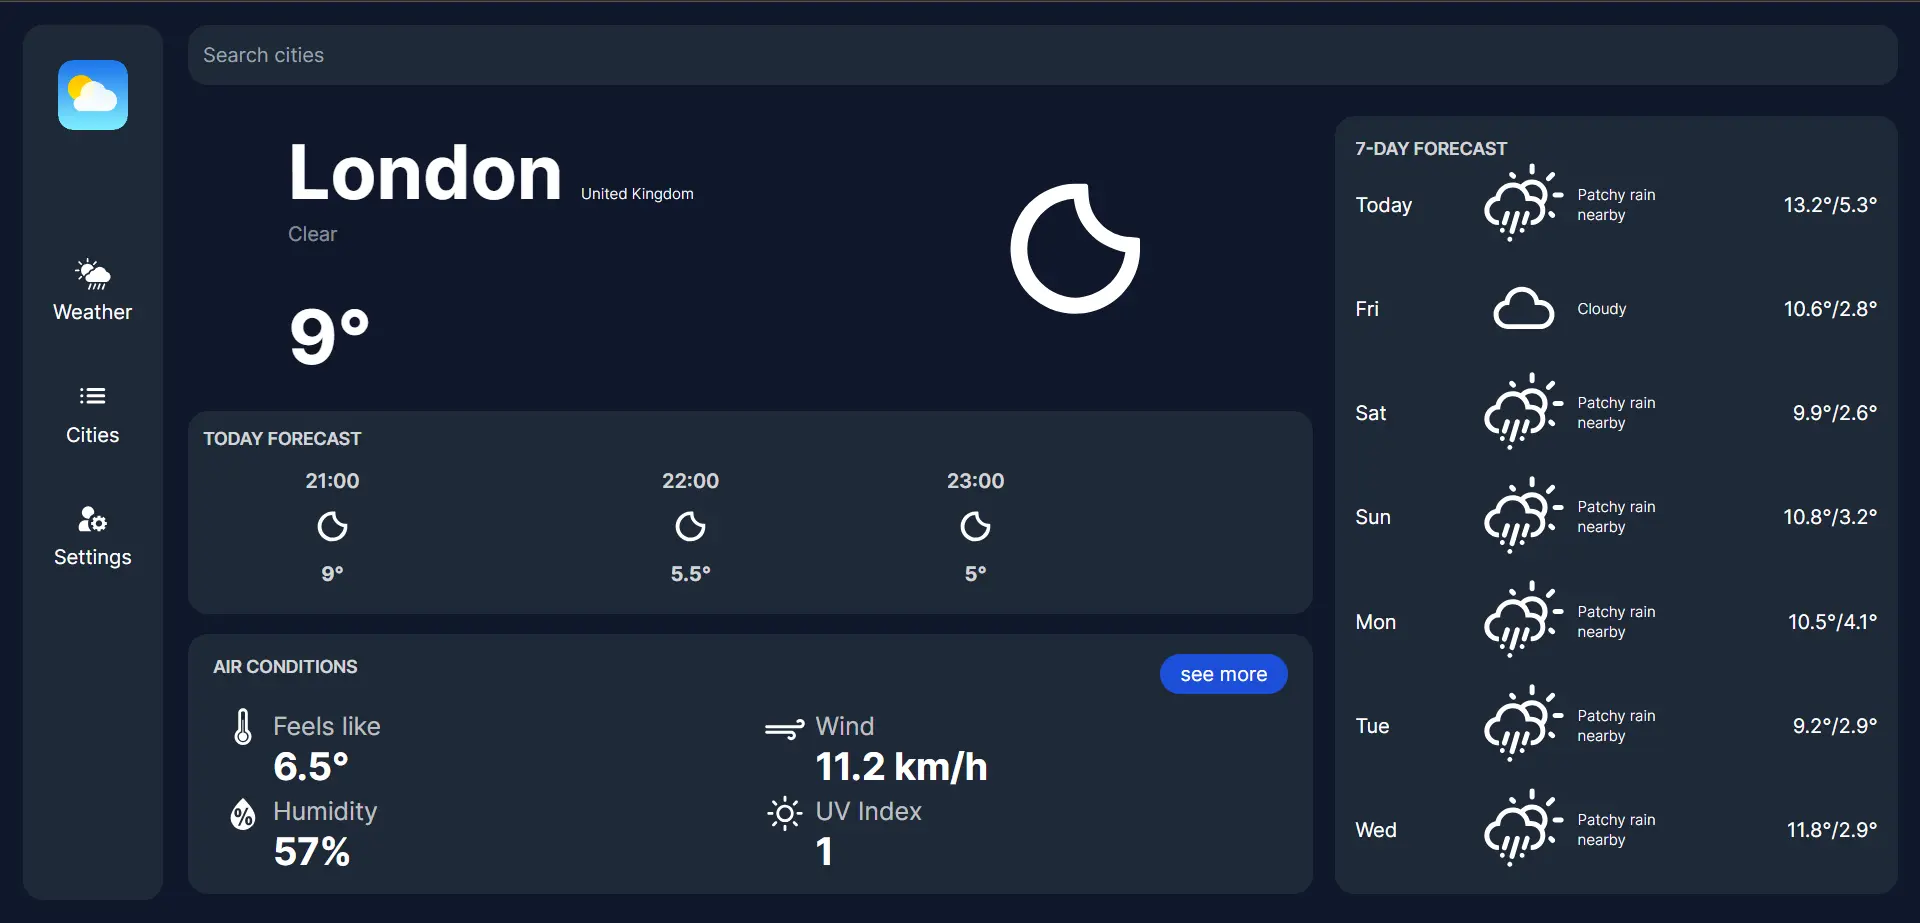 Search cities
Weather
Cities
Settings
London United Kingdom
Clear
9°
TODAY FORECAST
21:00 22:00 23:00
9° 5.5° 5°
AIR CONDITIONS
see more
Feels like
6.5°
Wind
11.2 km/h
Humidity
57%
UV Index
1
7-DAY FORECAST
Today Patchy rain nearby 13.2°/5.3°
Fri Cloudy 10.6°/2.8°
Sat Patchy rain nearby 9.9°/2.6°
Sun Patchy rain nearby 10.8°/3.2°
Mon Patchy rain nearby 10.5°/4.1°
Tue Patchy rain nearby 9.2°/2.9°
Wed Patchy rain nearby 11.8°/2.9°